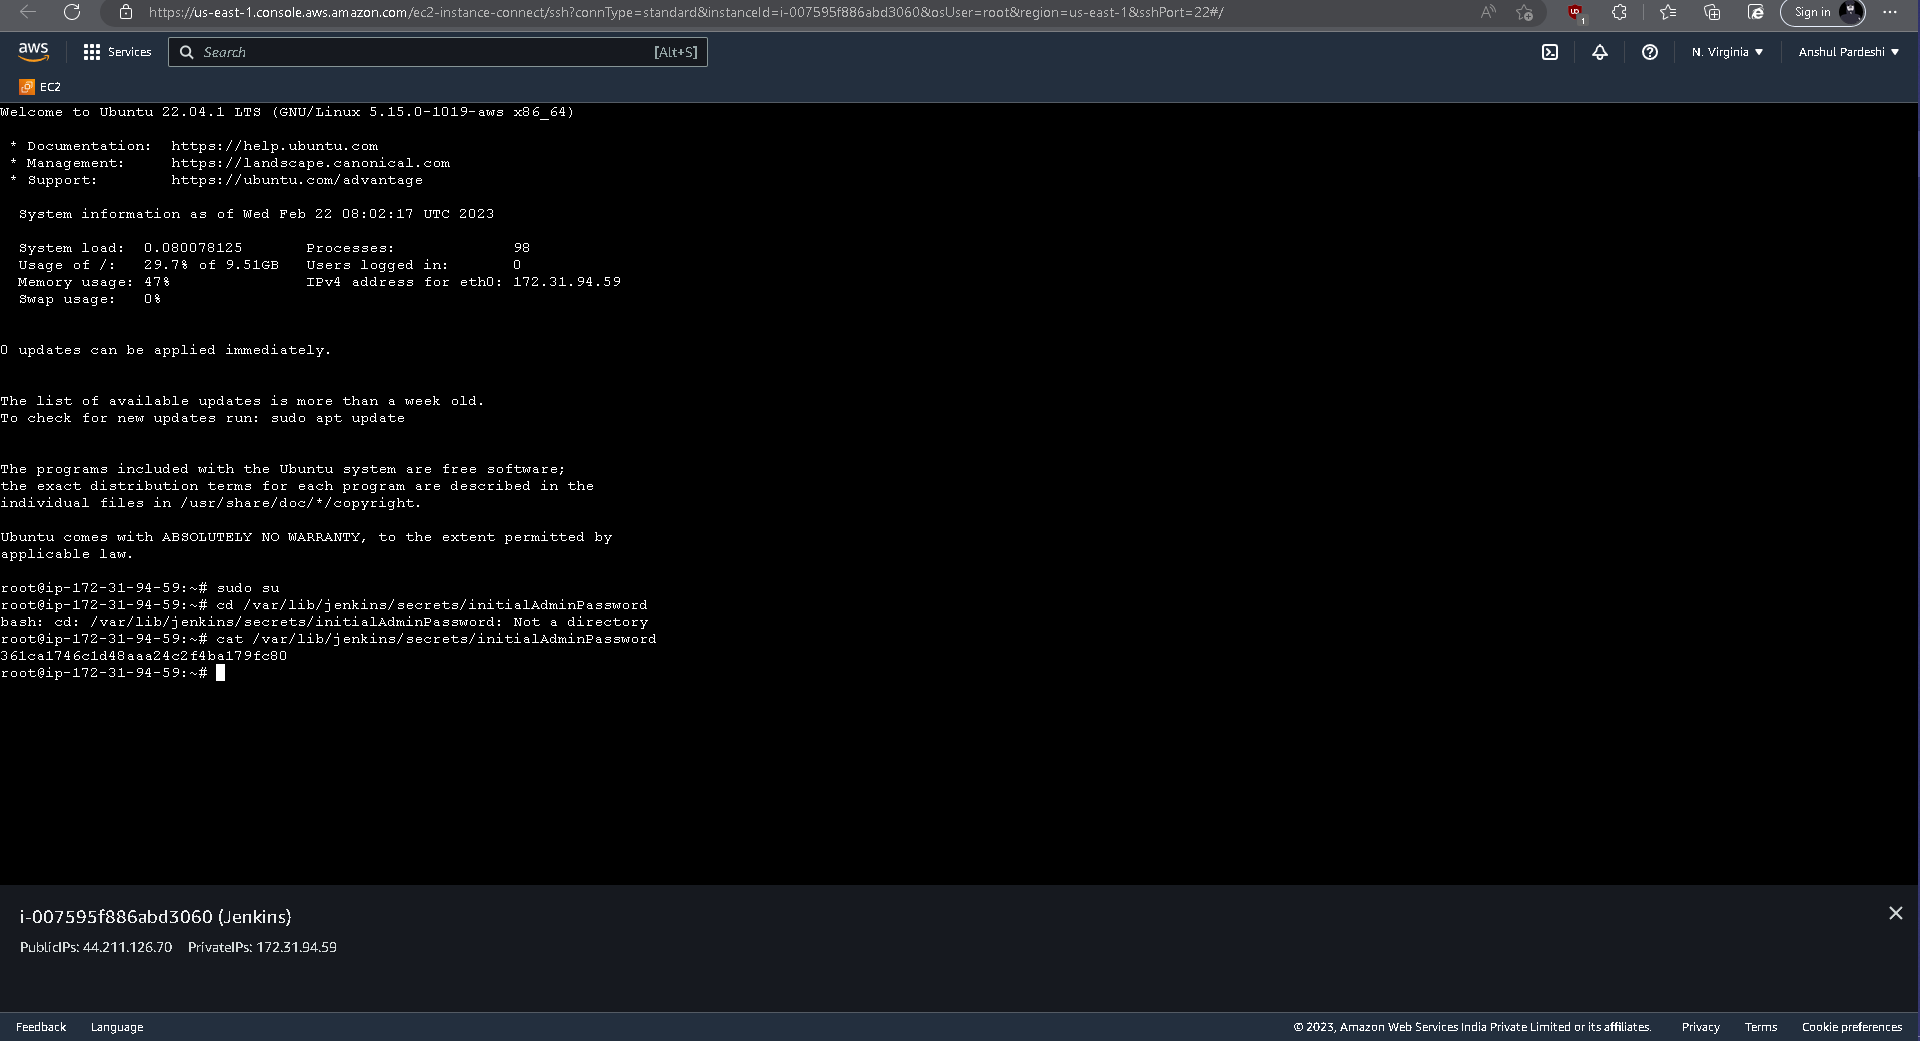 https://us-east-1.console.aws.amazon.com/ec2-instance-connect/ssh?connType=standard&instanceId=i-007595f886abd3060&osUser=root&region=us-east-1&sshPort=22#/
Sign in
aws
Services
Search
[Alt+S]
N. Virginia
Anshul Pardeshi
EC2
Welcome to Ubuntu 22.04.1 LTS (GNU/Linux 5.15.0-1019-aws x86_64)
* Documentation:  https://help.ubuntu.com
* Management:     https://landscape.canonical.com
* Support:        https://ubuntu.com/advantage
System information as of Wed Feb 22 08:02:17 UTC 2023
System load:  0.080078125       Processes:             98
Usage of /:   29.7% of 9.51GB   Users logged in:       0
Memory usage: 47%               IPv4 address for eth0: 172.31.94.59
Swap usage:   0%
0 updates can be applied immediately.
The list of available updates is more than a week old.
To check for new updates run: sudo apt update
The programs included with the Ubuntu system are free software;
the exact distribution terms for each program are described in the
individual files in /usr/share/doc/*/copyright.
Ubuntu comes with ABSOLUTELY NO WARRANTY, to the extent permitted by
applicable law.
root@ip-172-31-94-59:~# sudo su
root@ip-172-31-94-59:~# cd /var/lib/jenkins/secrets/initialAdminPassword
bash: cd: /var/lib/jenkins/secrets/initialAdminPassword: Not a directory
root@ip-172-31-94-59:~# cat /var/lib/jenkins/secrets/initialAdminPassword
361ca1746c1d48aaa24c2f4ba179fc80
root@ip-172-31-94-59:~#
i-007595f886abd3060 (Jenkins)
PublicIPs: 44.211.126.70    PrivateIPs: 172.31.94.59
Feedback
Language
© 2023, Amazon Web Services India Private Limited or its affiliates.
Privacy
Terms
Cookie preferences